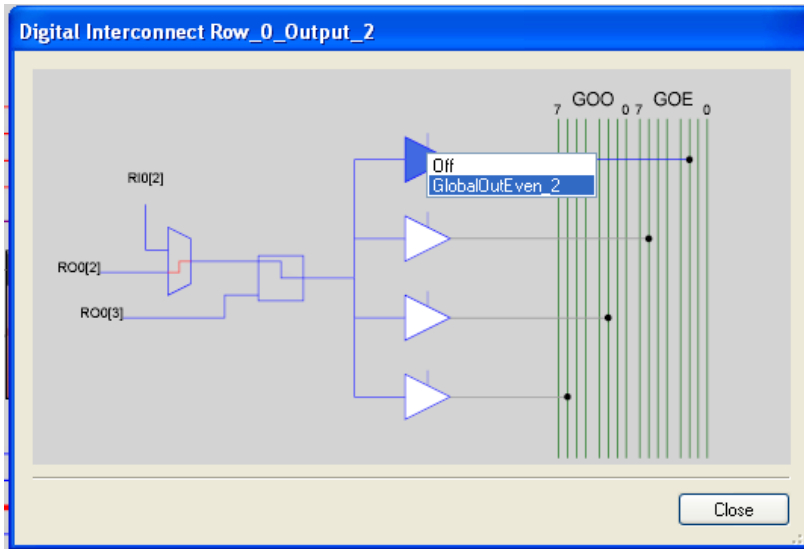 Digital Interconnect Row_0_Output_2
7 GOO 0 7 GOE 0
Off
GlobalOutEven_2
RI0[2]
RO0[2]
RO0[3]
Close